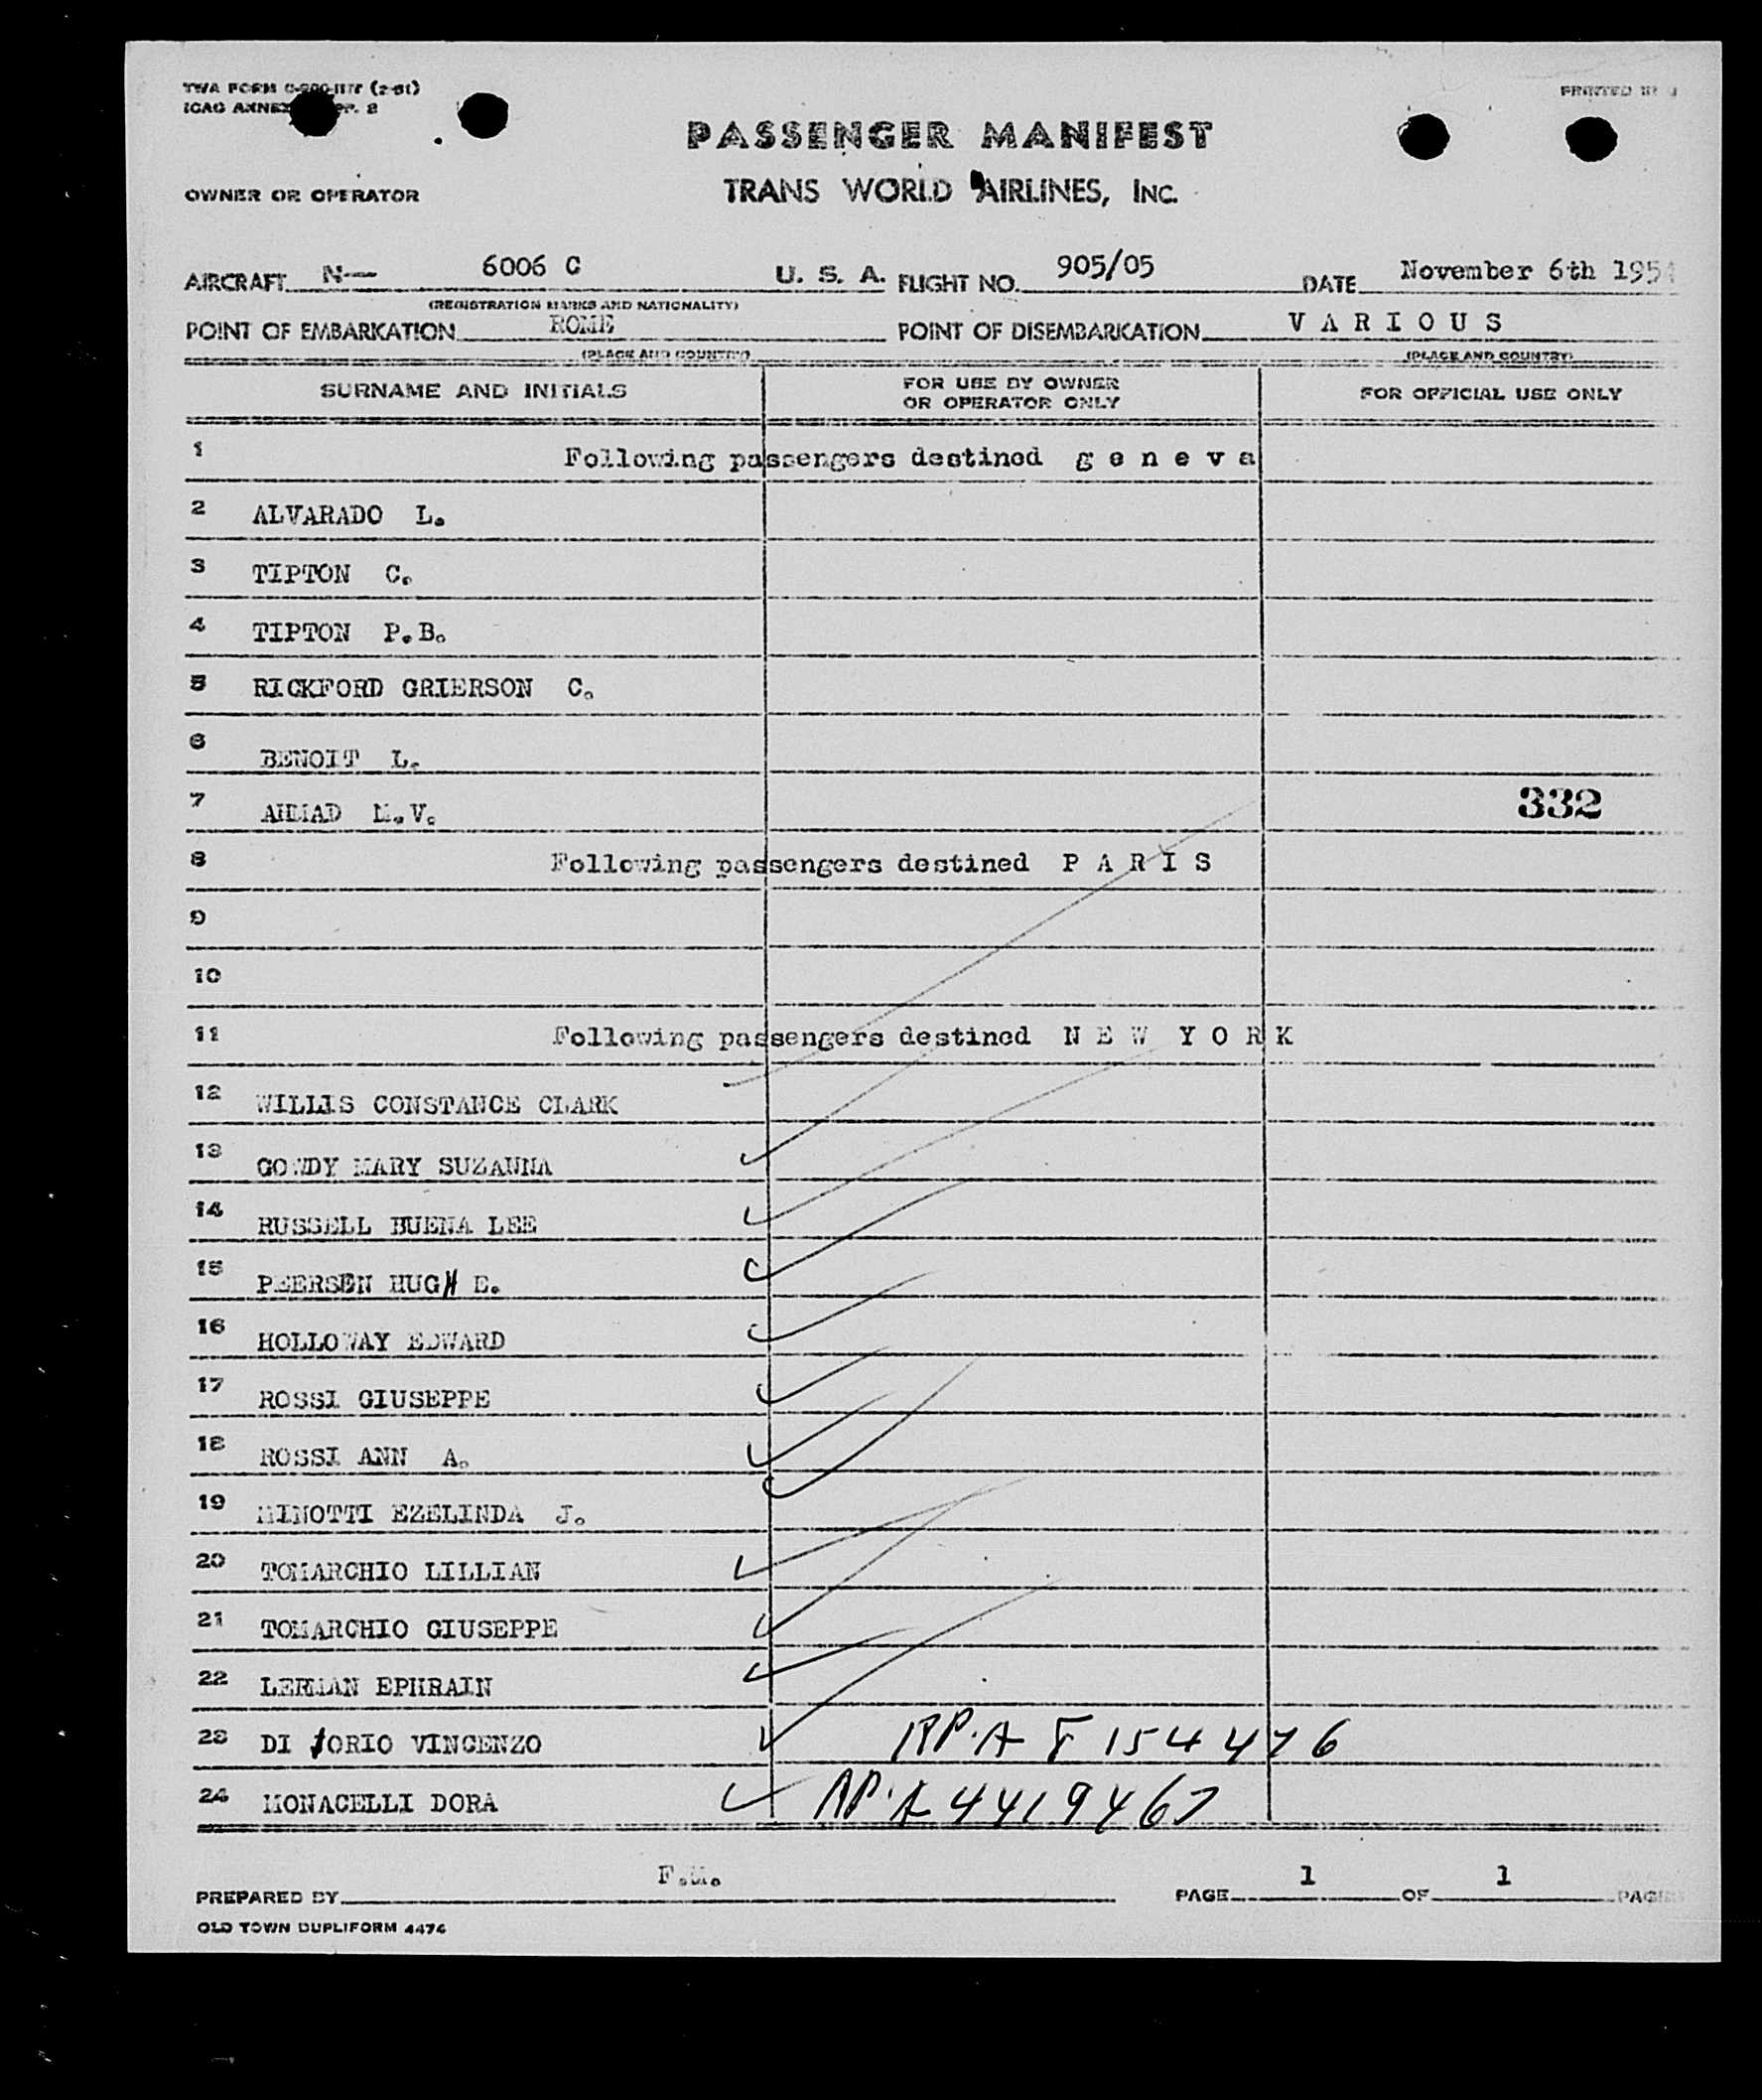 TWA FORM
ICAO ANNEX
PRINTED IN
PASSENGER MANIFEST
OWNER OR OPERATOR
TRANS WORLD AIRLINES, INC.
AIRCRAFT N— 6006 C U. S. A. FLIGHT NO. 905/05 DATE November 6th 1954
(REGISTRATION MARKS AND NATIONALITY)
POINT OF EMBARKATION ROME POINT OF DISEMBARKATION V A R I O U S
(PLACE AND COUNTRY) (PLACE AND COUNTRY)
SURNAME AND INITIALS FOR USE BY OWNER OR OPERATOR ONLY FOR OFFICIAL USE ONLY
1 Following passengers destined g e n e v a
2 ALVARADO L.
3 TIPTON C.
4 TIPTON P.B.
5 RICKFORD GRIERSON C.
6 BENOIT L.
7 AHMAD M.V. 332
8 Following passengers destined P A R I S
9
10
11 Following passengers destined N E W Y O R K
12 WILLIS CONSTANCE CLARK
13 GOWDY MARY SUZANNA
14 RUSSELL BUENA LEE
15 PEERSEN HUGH E.
16 HOLLOWAY EDWARD
17 ROSSI GIUSEPPE
18 ROSSI ANN A.
19 MINOTTI EZELINDA J.
20 TOMARCHIO LILLIAN
21 TOMARCHIO GIUSEPPE
22 LERMAN EPHRAIN
23 DI IORIO VINCENZO
24 MONACELLI DORA
PREPARED BY F.M. PAGE 1 OF 1 PAGES
OLD TOWN DUPLIFORM 4474